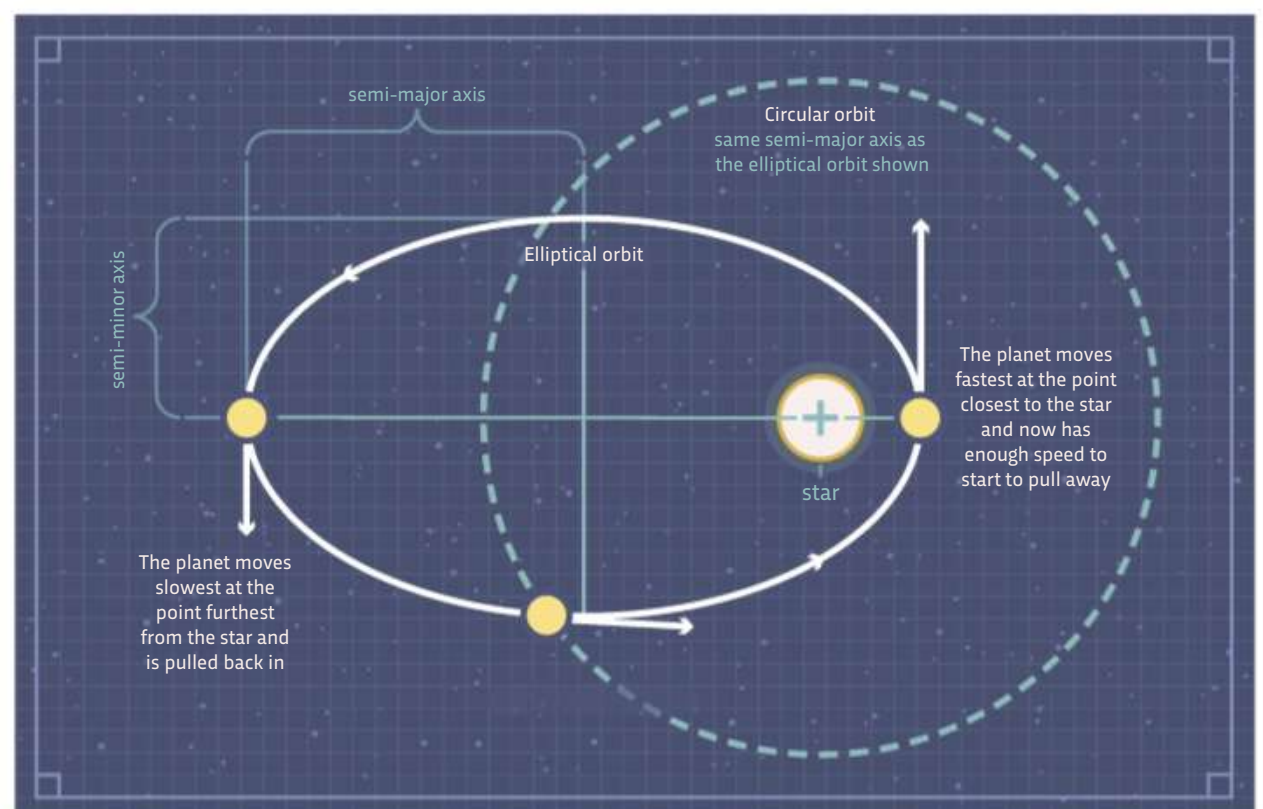 semi-major axis
Circular orbit
same semi-major axis as
the elliptical orbit shown
semi-minor axis
Elliptical orbit
The planet moves
fastest at the point
closest to the star
and now has
enough speed to
start to pull away
star
The planet moves
slowest at the
point furthest
from the star and
is pulled back in